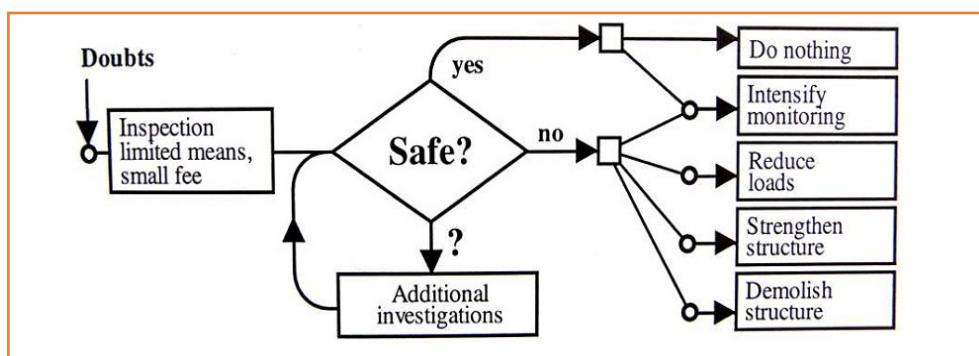 Doubts
Inspection
limited means,
small fee
Safe?
yes
no
?
Additional
investigations
Do nothing
Intensify
monitoring
Reduce
loads
Strengthen
structure
Demolish
structure